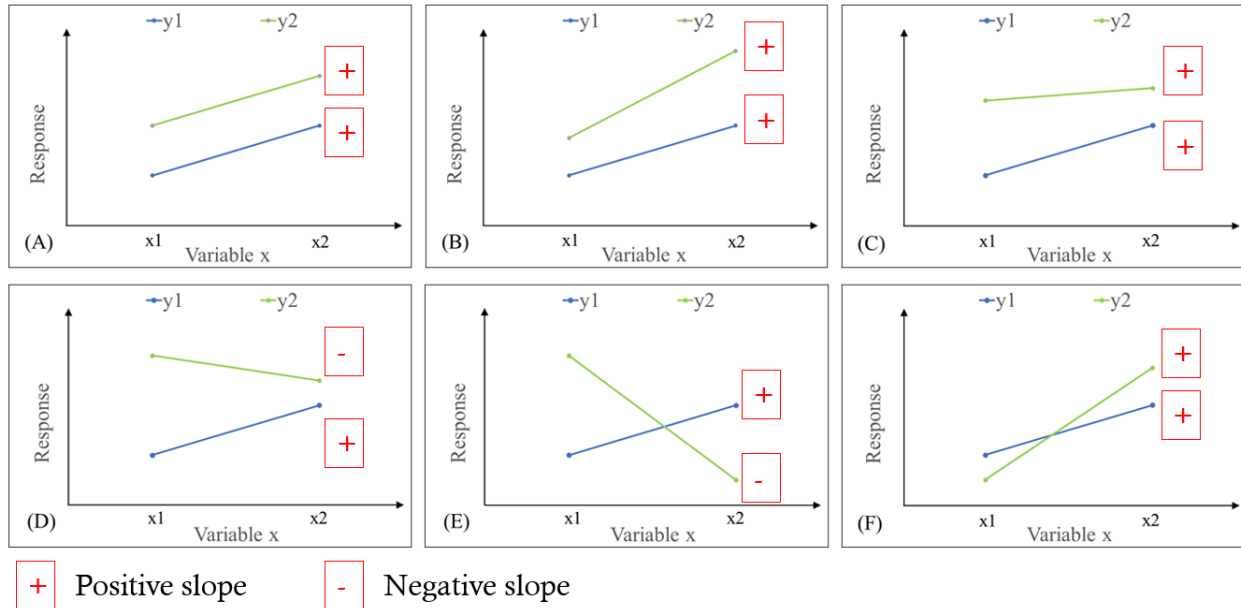 y1 y2
+
+
Response
x1 x2
Variable x
(A)
y1 y2
+
+
Response
x1 x2
Variable x
(B)
y1 y2
+
+
Response
x1 x2
Variable x
(C)
y1 y2
-
+
Response
x1 x2
Variable x
(D)
y1 y2
+
-
Response
x1 x2
Variable x
(E)
y1 y2
+
+
Response
x1 x2
Variable x
(F)
+ Positive slope - Negative slope